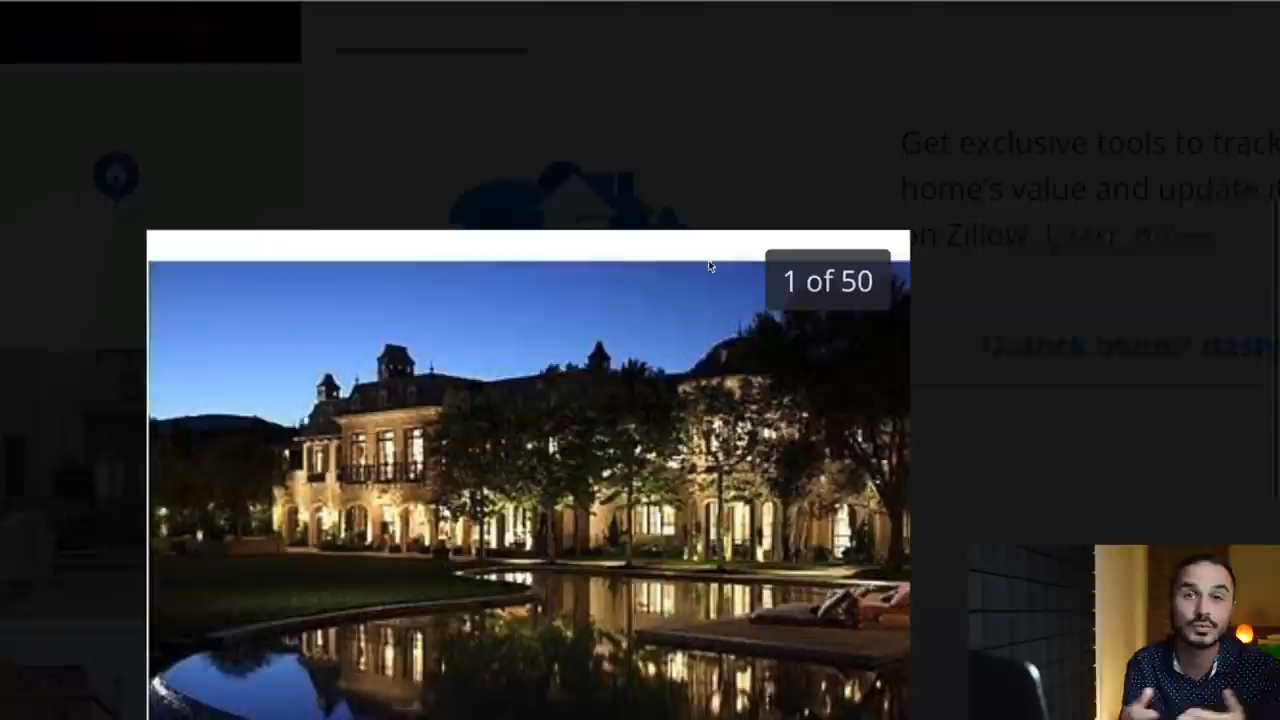 Get exclusive tools to track
home's value and update
on Zillow.
1 of 50